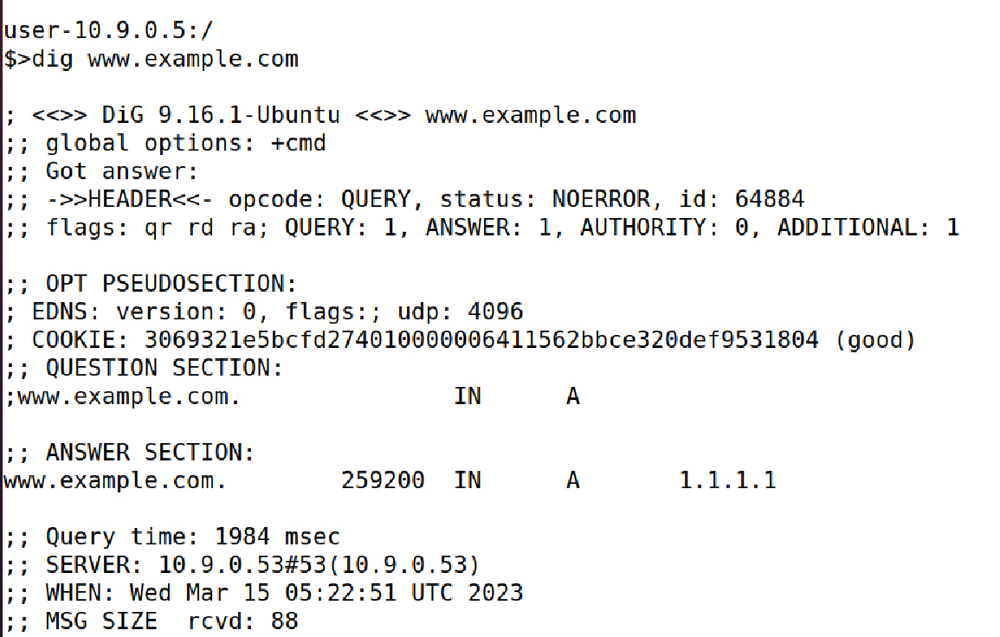 user-10.9.0.5:/
$>dig www.example.com
; <<>> DiG 9.16.1-Ubuntu <<>> www.example.com
;; global options: +cmd
;; Got answer:
;; ->>HEADER<<- opcode: QUERY, status: NOERROR, id: 64884
;; flags: qr rd ra; QUERY: 1, ANSWER: 1, AUTHORITY: 0, ADDITIONAL: 1
;; OPT PSEUDOSECTION:
; EDNS: version: 0, flags:; udp: 4096
; COOKIE: 3069321e5bcfd274010000006411562bbce320def9531804 (good)
;; QUESTION SECTION:
;www.example.com. IN A
;; ANSWER SECTION:
www.example.com. 259200 IN A 1.1.1.1
;; Query time: 1984 msec
;; SERVER: 10.9.0.53#53(10.9.0.53)
;; WHEN: Wed Mar 15 05:22:51 UTC 2023
;; MSG SIZE rcvd: 88